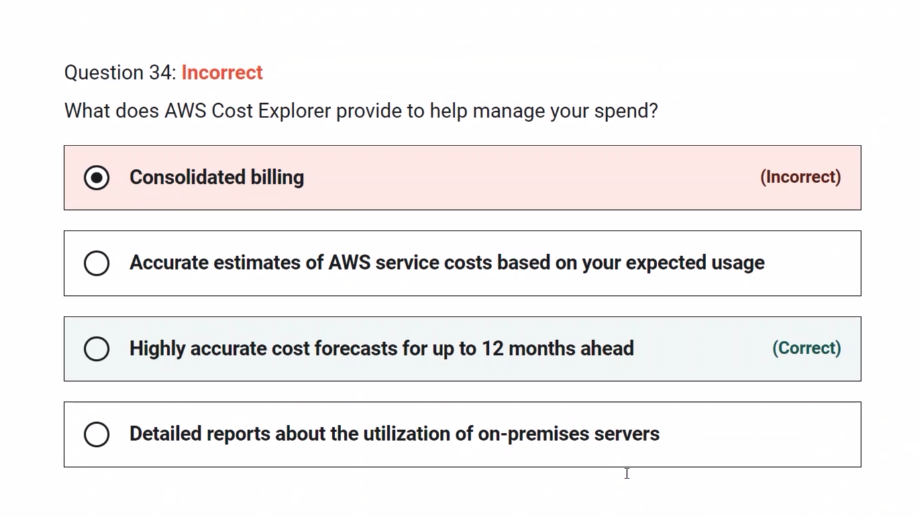 Question 34: Incorrect
What does AWS Cost Explorer provide to help manage your spend?
Consolidated billing (Incorrect)
Accurate estimates of AWS service costs based on your expected usage
Highly accurate cost forecasts for up to 12 months ahead (Correct)
Detailed reports about the utilization of on-premises servers